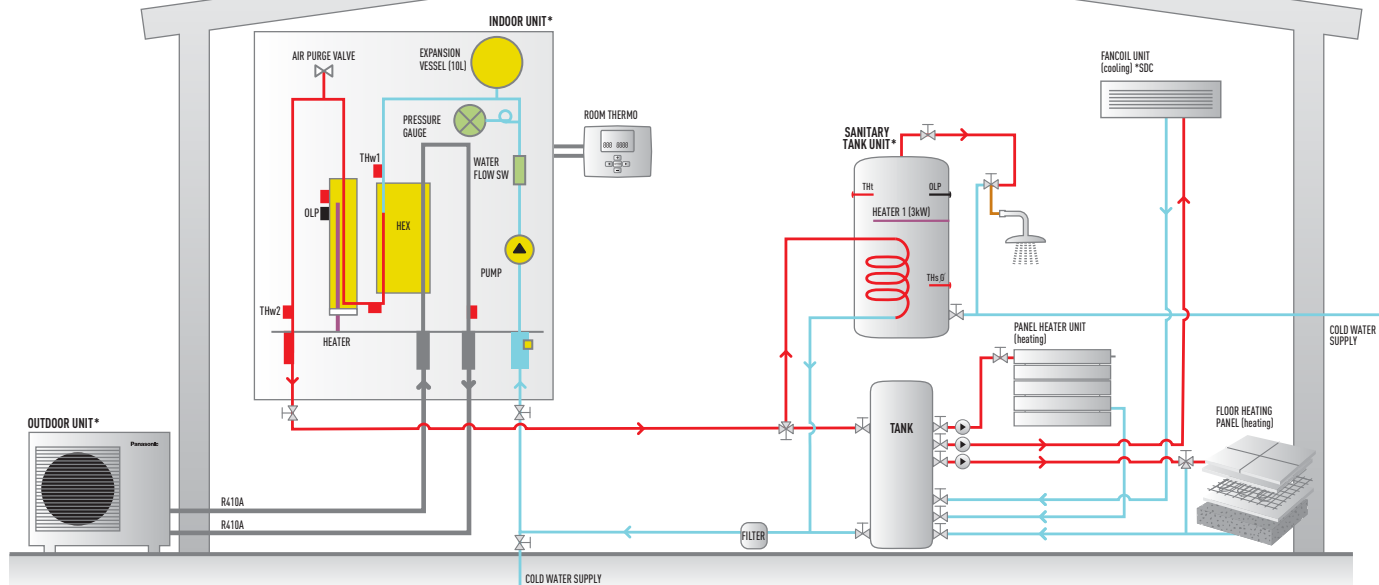 INDOOR UNIT*
AIR PURGE VALVE
EXPANSION
VESSEL (10L)
PRESSURE
GAUGE
THw1
WATER
FLOW SW
OLP
HEX
PUMP
THw2
HEATER
ROOM THERMO
FANCOIL UNIT
(cooling) *SDC
SANITARY
TANK UNIT*
THt
OLP
HEATER 1 (3kW)
COLD WATER
SUPPLY
PANEL HEATER UNIT
(heating)
FLOOR HEATING
PANEL (heating)
TANK
OUTDOOR UNIT*
Panasonic
R410A
R410A
FILTER
COLD WATER SUPPLY